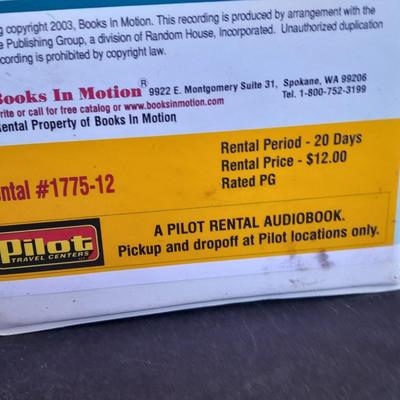 g copyright 2003, Books In Motion. This recording is produced by arrangement with the
e Publishing Group, a division of Random House, Incorporated. Unauthorized duplication
cording is prohibited by copyright law.
Books In Motion® 9922 E. Montgomery Suite 31, Spokane, WA 99206
Tel. 1-800-752-3199
rite or call for free catalog or www.booksinmotion.com
Rental Property of Books In Motion
ntal #1775-12
Rental Period - 20 Days
Rental Price - $12.00
Rated PG
Pilot
TRAVEL CENTERS
A PILOT RENTAL AUDIOBOOK.
Pickup and dropoff at Pilot locations only.